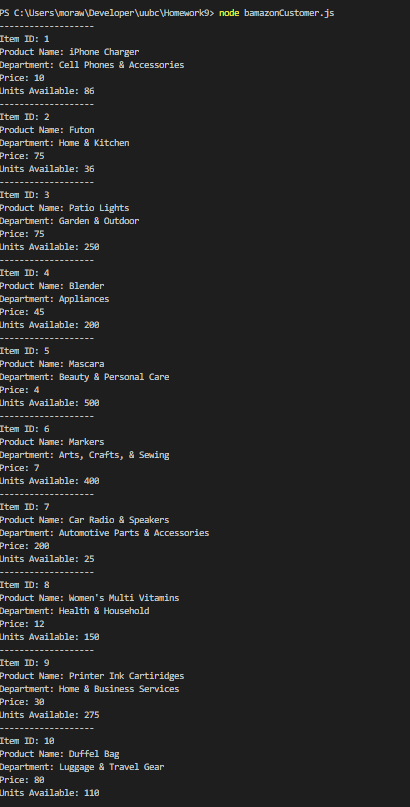 PS C:\Users\moraw\Developer\uubc\Homework9> node bamazonCustomer.js
-------------------
Item ID: 1
Product Name: iPhone Charger
Department: Cell Phones & Accessories
Price: 10
Units Available: 86
-------------------
Item ID: 2
Product Name: Futon
Department: Home & Kitchen
Price: 75
Units Available: 36
-------------------
Item ID: 3
Product Name: Patio Lights
Department: Garden & Outdoor
Price: 75
Units Available: 250
-------------------
Item ID: 4
Product Name: Blender
Department: Appliances
Price: 45
Units Available: 200
-------------------
Item ID: 5
Product Name: Mascara
Department: Beauty & Personal Care
Price: 4
Units Available: 500
-------------------
Item ID: 6
Product Name: Markers
Department: Arts, Crafts, & Sewing
Price: 7
Units Available: 400
-------------------
Item ID: 7
Product Name: Car Radio & Speakers
Department: Automotive Parts & Accessories
Price: 200
Units Available: 25
-------------------
Item ID: 8
Product Name: Women's Multi Vitamins
Department: Health & Household
Price: 12
Units Available: 150
-------------------
Item ID: 9
Product Name: Printer Ink Cartiridges
Department: Home & Business Services
Price: 30
Units Available: 275
-------------------
Item ID: 10
Product Name: Duffel Bag
Department: Luggage & Travel Gear
Price: 80
Units Available: 110